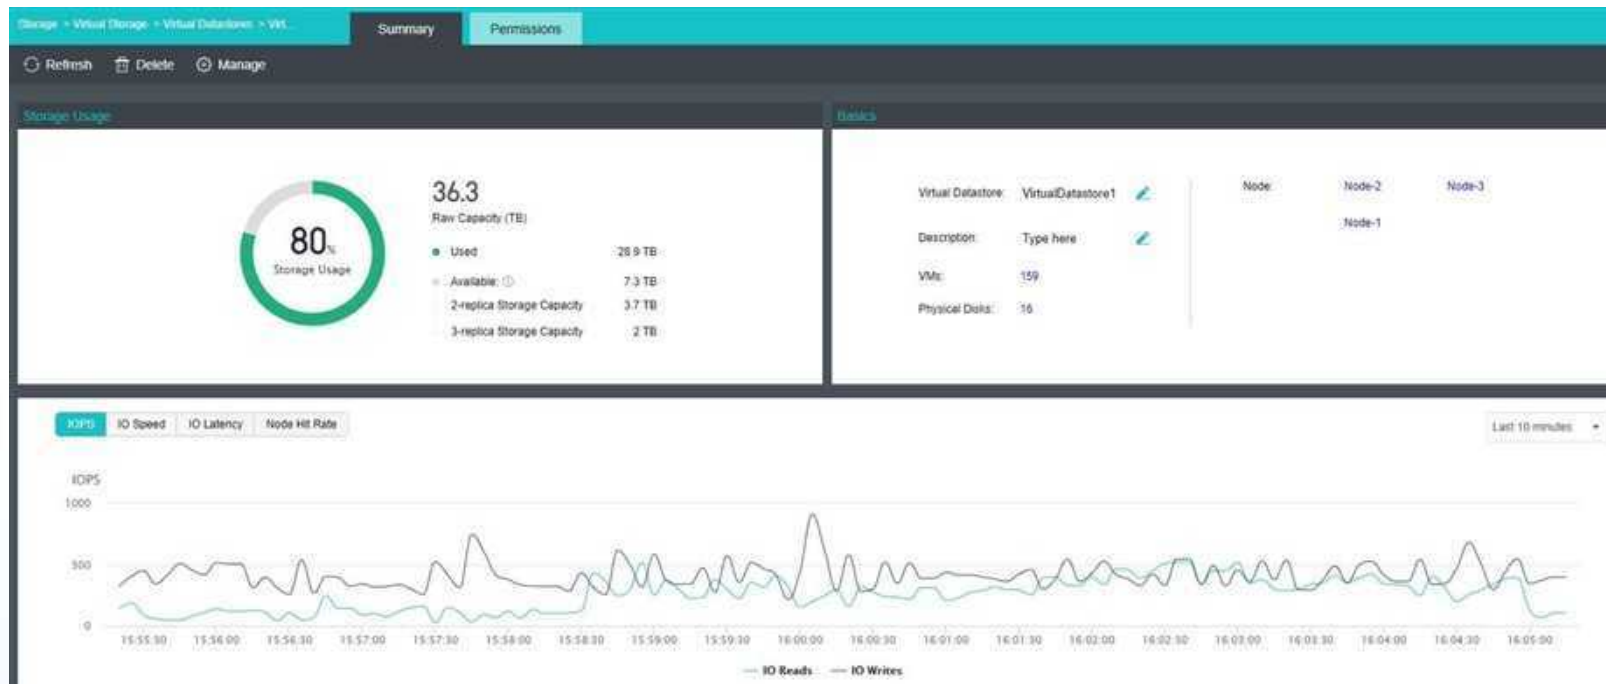 Storage > Virtual Storage > Virtual Datastores > Virt...
Summary
Permissions
Refresh
Delete
Manage
Storage Usage
80%
Storage Usage
36.3
Raw Capacity (TB)
Used 28.9 TB
Available: 7.3 TB
2-replica Storage Capacity 3.7 TB
3-replica Storage Capacity 2 TB
Basics
Virtual Datastore: VirtualDatastore1
Description: Type here
VMs: 159
Physical Disks: 16
Node: Node-2 Node-3
Node-1
IOPS IO Speed IO Latency Node Hit Rate
Last 10 minutes
IOPS
1000
500
0
15:55:30 15:56:00 15:56:30 15:57:00 15:57:30 15:58:00 15:58:30 15:59:00 15:59:30 16:00:00 16:00:30 16:01:00 16:01:30 16:02:00 16:02:30 16:03:00 16:03:30 16:04:00 16:04:30 16:05:00
IO Reads IO Writes